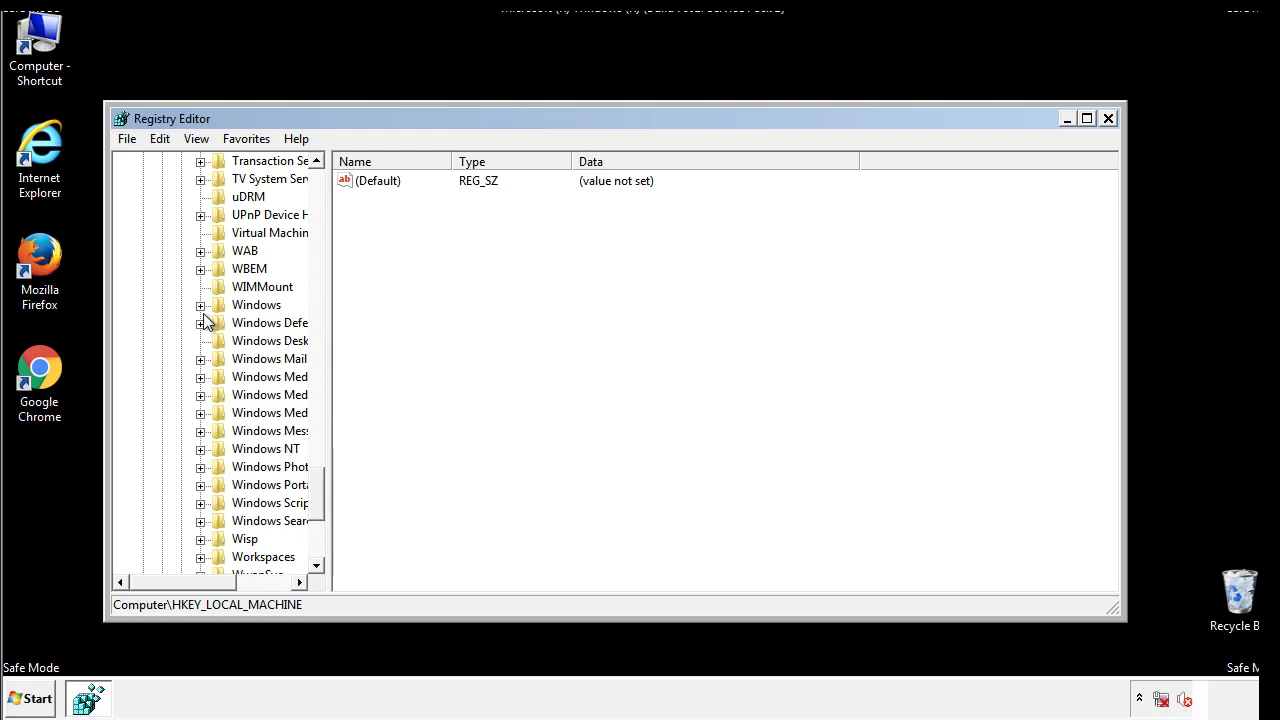 Computer -
Shortcut
Internet
Explorer
Mozilla
Firefox
Google
Chrome
Registry Editor
File Edit View Favorites Help
Transaction Se
TV System Serv
uDRM
UPnP Device H
Virtual Machin
WAB
WBEM
WIMMount
Windows
Windows Defe
Windows Desk
Windows Mail
Windows Med
Windows Med
Windows Med
Windows Mess
Windows NT
Windows Phot
Windows Porta
Windows Scrip
Windows Sear
Wisp
Workspaces
Name Type Data
ab (Default) REG_SZ (value not set)
Computer\HKEY_LOCAL_MACHINE
Recycle B
Safe Mode
Safe M
Start